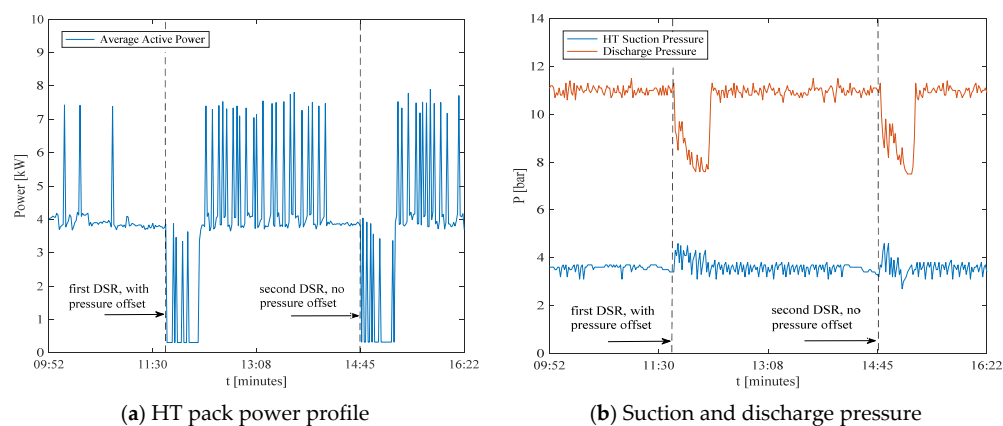 10
9
8
7
6
5
4
3
2
1
0
Power [kW]
Average Active Power
first DSR, with
pressure offset
second DSR, no
pressure offset
09:52
11:30
13:08
14:45
16:22
t [minutes]
(a) HT pack power profile
14
12
10
8
6
4
2
0
P [bar]
HT Suction Pressure
Discharge Pressure
first DSR, with
pressure offset
second DSR, no
pressure offset
09:52
11:30
13:08
14:45
16:22
t [minutes]
(b) Suction and discharge pressure